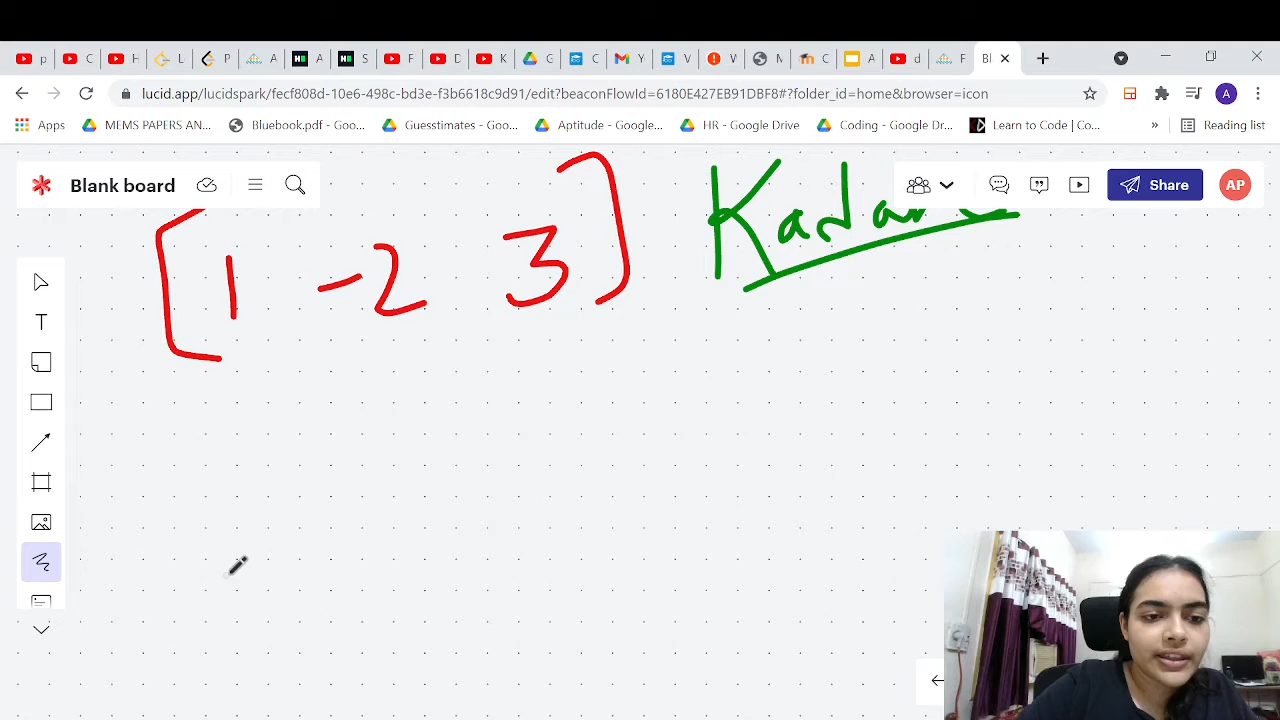 p C H L P A A S F D K G C Y V W M C A d F Bl
lucid.app/lucidspark/fecf808d-10e6-498c-bd3e-f3b6618c9d91/edit?beaconFlowId=6180E427EB91DBF8#?folder_id=home&browser=icon A
Apps MEMS PAPERS AN... Bluebook.pdf - Goo... Guesstimates - Goo... Aptitude - Google... HR - Google Drive Coding - Google Dr... Learn to Code | Co... » Reading list
Blank board Share AP
[1 -2 3]
T